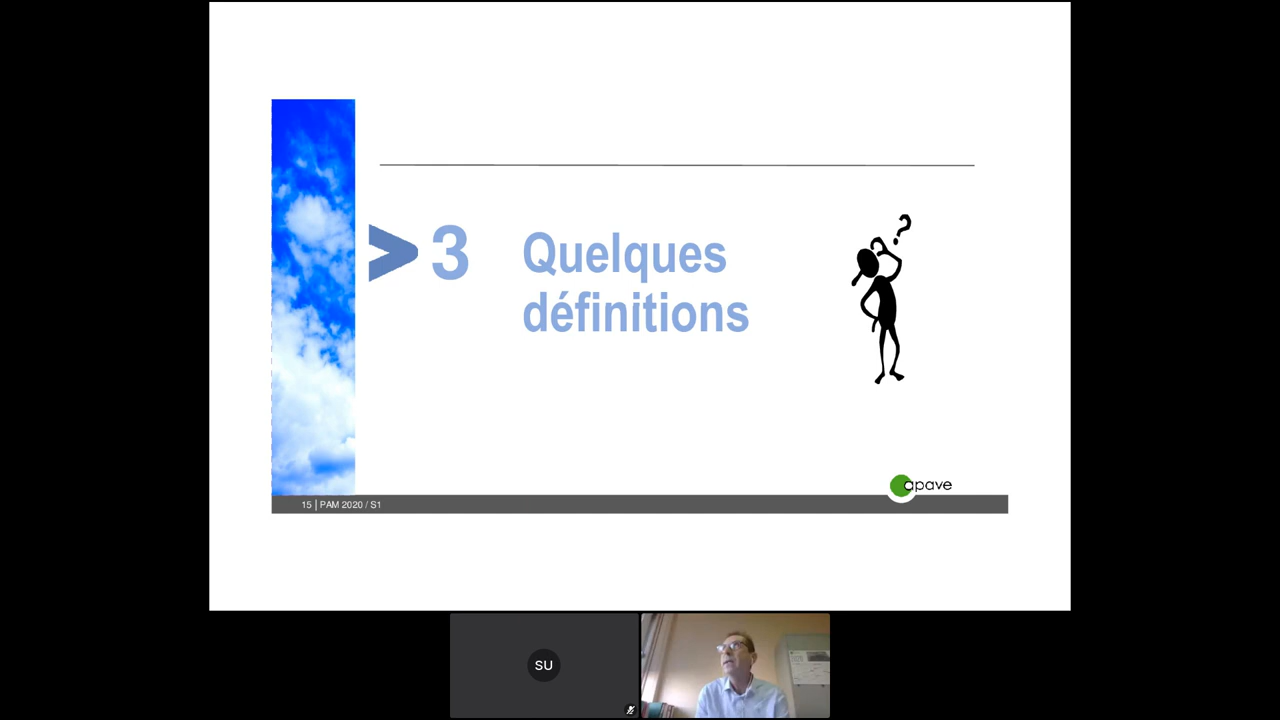 > 3 Quelques
définitions
?
apave
15 | PAM 2020 / S1
SU